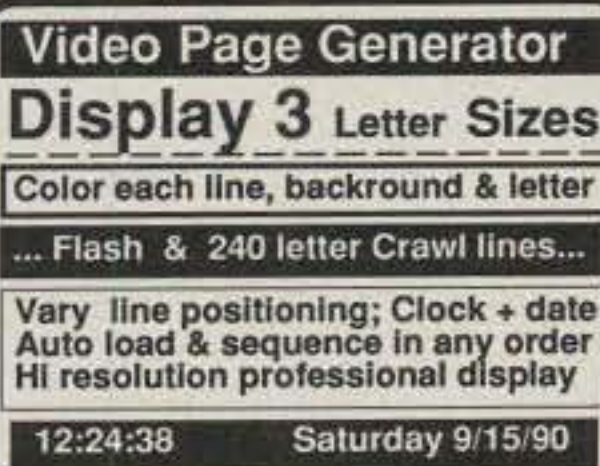 Video Page Generator
Display 3 Letter Sizes
Color each line, backround & letter
... Flash & 240 letter Crawl lines...
Vary line positioning; Clock + date
Auto load & sequence in any order
Hi resolution professional display
12:24:38 Saturday 9/15/90